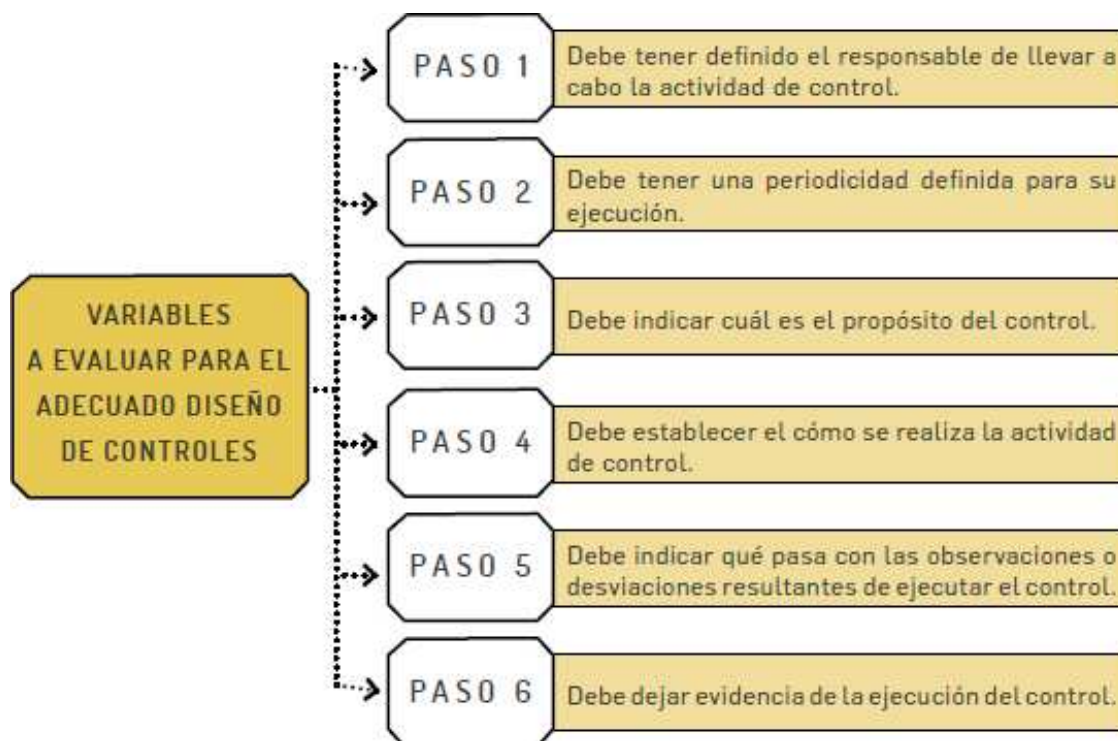 VARIABLES
A EVALUAR PARA EL
ADECUADO DISEÑO
DE CONTROLES
PASO 1
Debe tener definido el responsable de llevar a
cabo la actividad de control.
PASO 2
Debe tener una periodicidad definida para su
ejecución.
PASO 3
Debe indicar cuál es el propósito del control.
PASO 4
Debe establecer el cómo se realiza la actividad
de control.
PASO 5
Debe indicar qué pasa con las observaciones o
desviaciones resultantes de ejecutar el control.
PASO 6
Debe dejar evidencia de la ejecución del control.